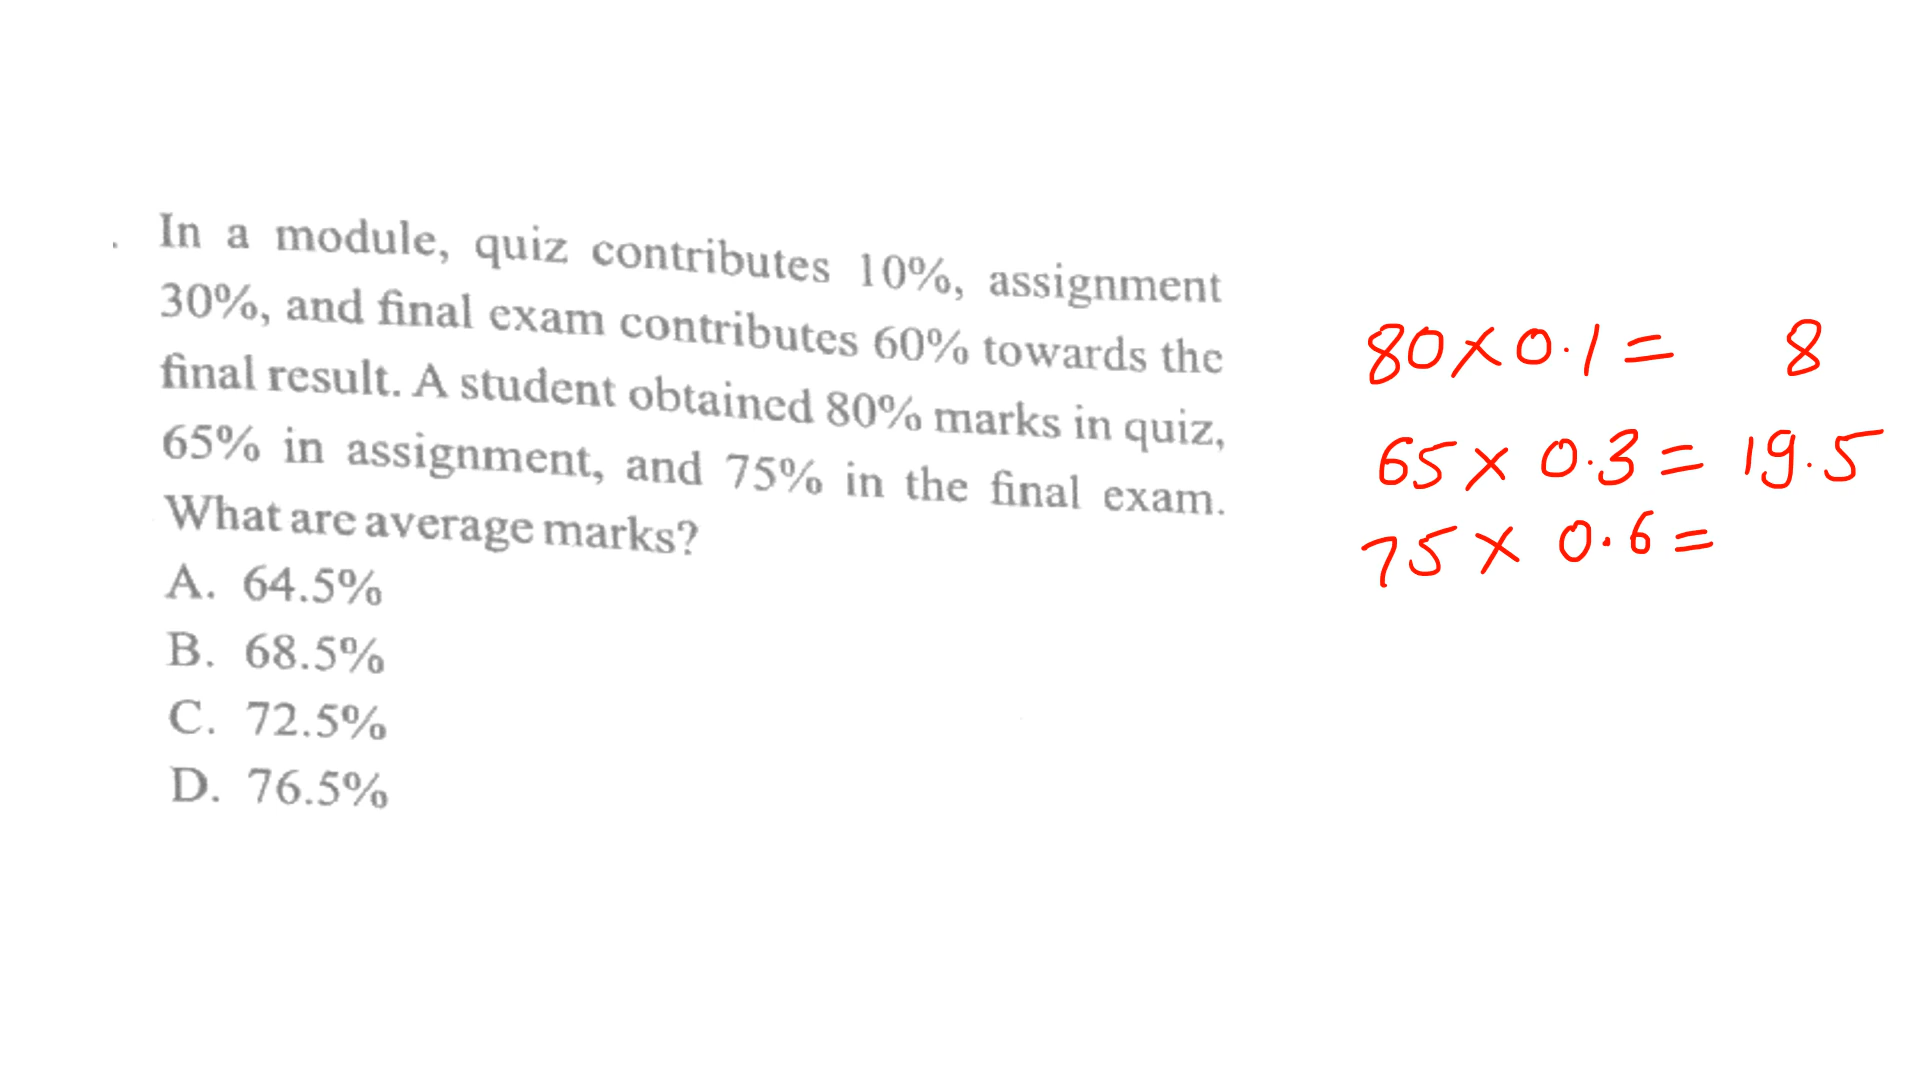 In a module, quiz contributes 10%, assignment
30%, and final exam contributes 60% towards the
final result. A student obtained 80% marks in quiz,
65% in assignment, and 75% in the final exam.
What are average marks?
A. 64.5%
B. 68.5%
C. 72.5%
D. 76.5%
80×0.1= 8
65×0.3=19.5
75×0.6=